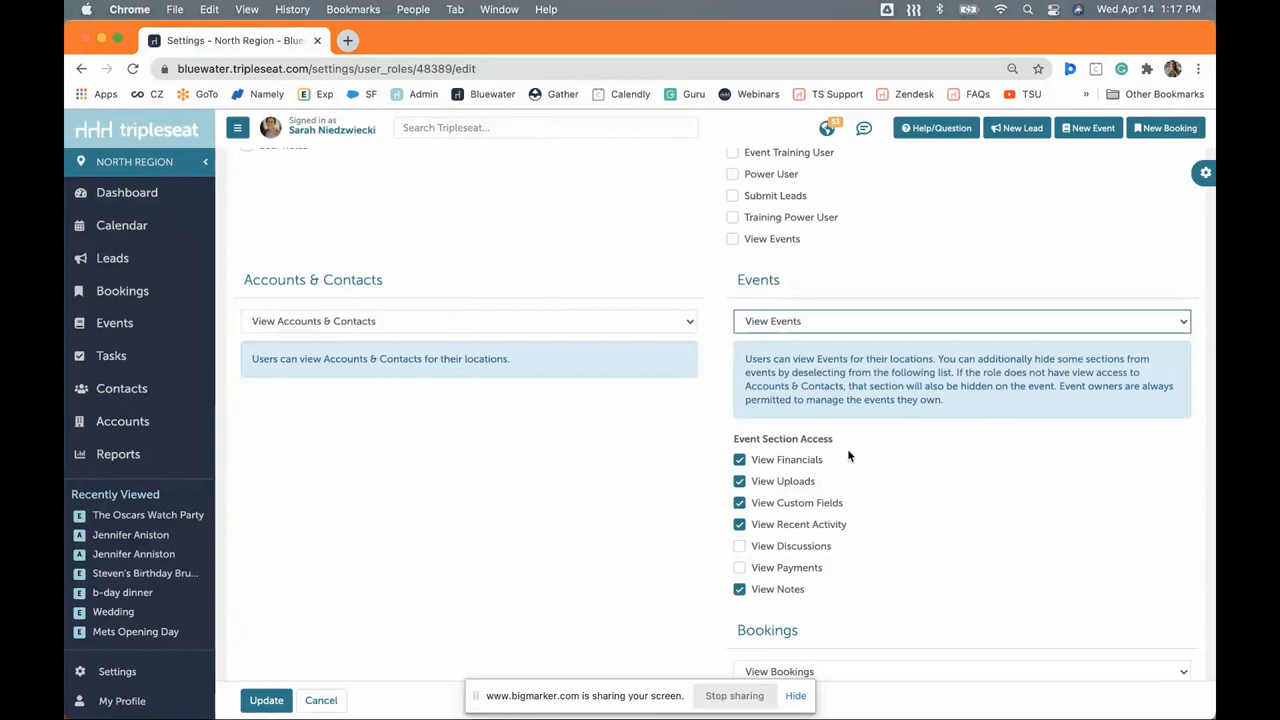 Chrome File Edit View History Bookmarks People Tab Window Help Wed Apr 14 1:17 PM
Settings - North Region - Blue
bluewater.tripleseat.com/settings/user_roles/48389/edit
Apps CZ GoTo Namely Exp SF Admin Bluewater Gather Calendly Guru Webinars TS Support Zendesk FAQs TSU » Other Bookmarks
tripleseat
Signed in as
Sarah Niedzwiecki
Search Tripleseat...
53
Help/Question
New Lead
New Event
New Booking
NORTH REGION
Dashboard
Calendar
Leads
Bookings
Events
Tasks
Contacts
Accounts
Reports
Recently Viewed
E The Oscars Watch Party
A Jennifer Aniston
A Jennifer Anniston
E Steven's Birthday Bru...
E b-day dinner
E Wedding
E Mets Opening Day
Settings
My Profile
Event Training User
Power User
Submit Leads
Training Power User
View Events
Accounts & Contacts
View Accounts & Contacts
Users can view Accounts & Contacts for their locations.
Events
View Events
Users can view Events for their locations. You can additionally hide some sections from
events by deselecting from the following list. If the role does not have view access to
Accounts & Contacts, that section will also be hidden on the event. Event owners are always
permitted to manage the events they own.
Event Section Access
View Financials
View Uploads
View Custom Fields
View Recent Activity
View Discussions
View Payments
View Notes
Bookings
View Bookings
Update
Cancel
www.bigmarker.com is sharing your screen.
Stop sharing
Hide